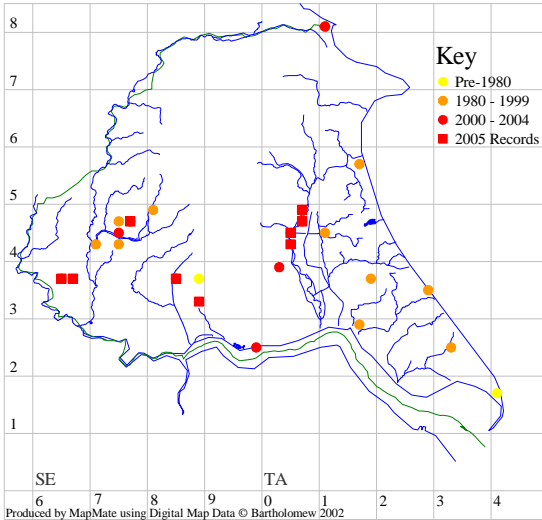 8
Key
Pre-1980
7
1980 - 1999
2000 - 2004
2005 Records
6
5
4
3
2
1
SE TA
6 7 8 9 0 1 2 3 4
Produced by MapMate using Digital Map Data © Bartholomew 2002